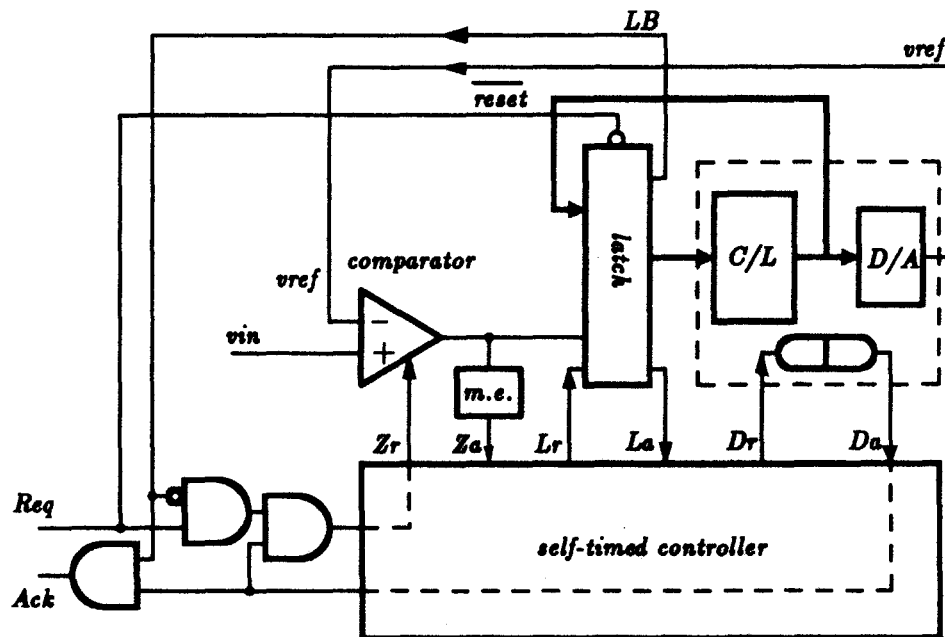 LB
vref
reset
latch
C/L
D/A
comparator
vref
−
vin
+
m.e.
Zr
Za
Lr
La
Dr
Da
Req
self-timed controller
Ack